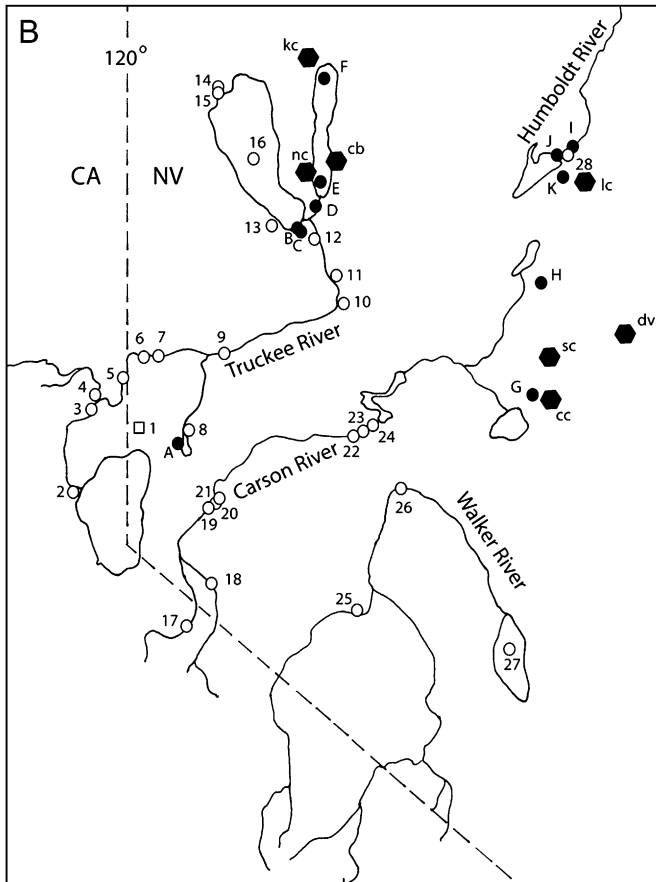 B
120°
CA
NV
kc
F
14
15
16
nc
cb
E
D
13
B
C
12
11
10
Humboldt River
J
I
28
K
lc
H
dv
sc
G
cc
6
7
9
Truckee River
5
4
3
1
8
A
2
23
22
24
Carson River
21
20
19
26
Walker River
18
17
25
27